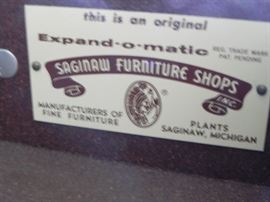 this is an original
Expand-o-matic REG. TRADE MARK
PAT. PENDING
SAGINAW FURNITURE SHOPS
INC.
®
MANUFACTURERS OF
FINE FURNITURE
PLANTS
SAGINAW, MICHIGAN